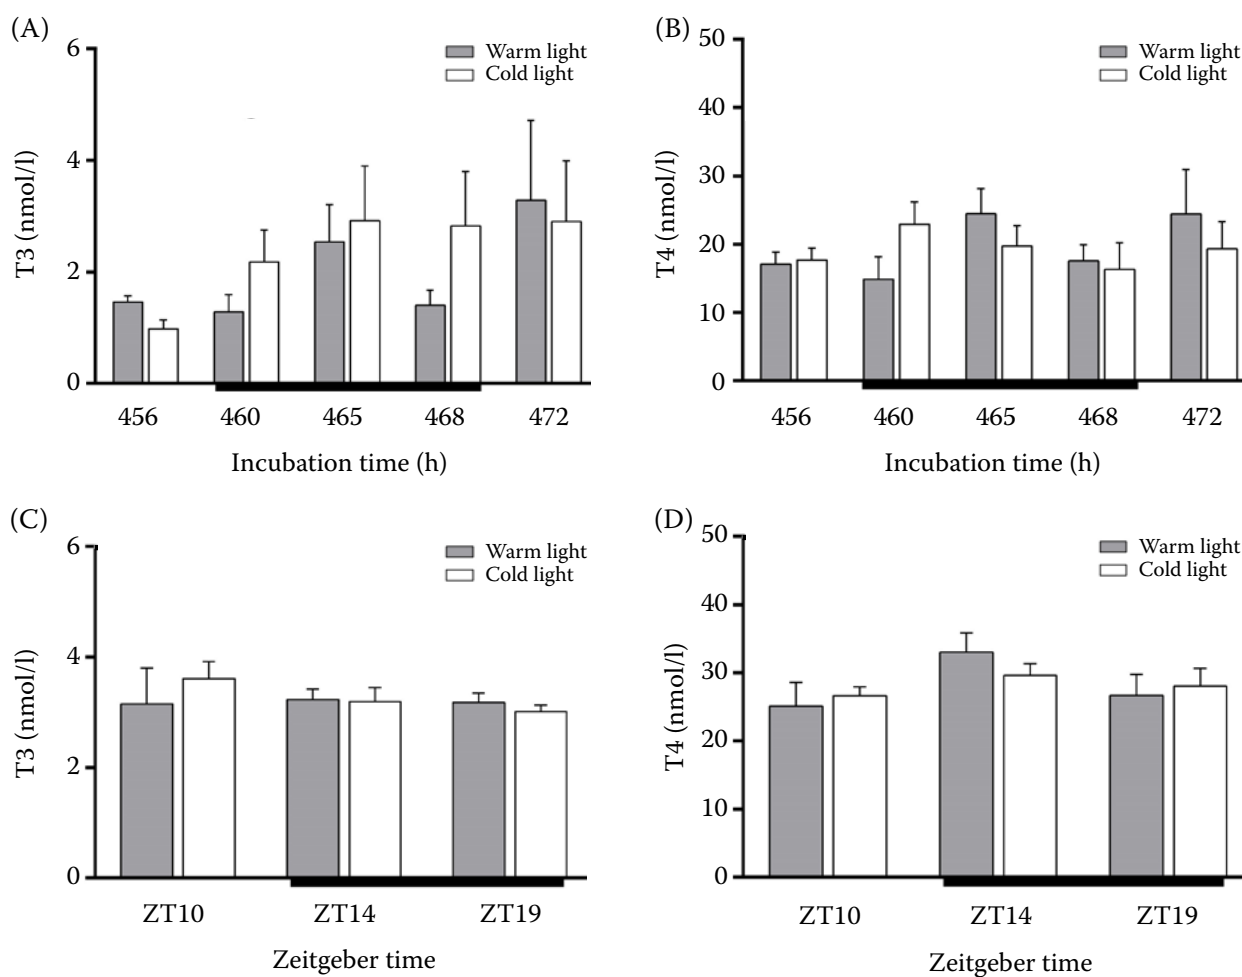 (A)
6
4
2
0
T3 (nmol/l)
Warm light
Cold light
456 460 465 468 472
Incubation time (h)
(B)
50
40
30
20
10
0
T4 (nmol/l)
Warm light
Cold light
456 460 465 468 472
Incubation time (h)
(C)
6
4
2
0
T3 (nmol/l)
Warm light
Cold light
ZT10 ZT14 ZT19
Zeitgeber time
(D)
50
40
30
20
10
0
T4 (nmol/l)
Warm light
Cold light
ZT10 ZT14 ZT19
Zeitgeber time